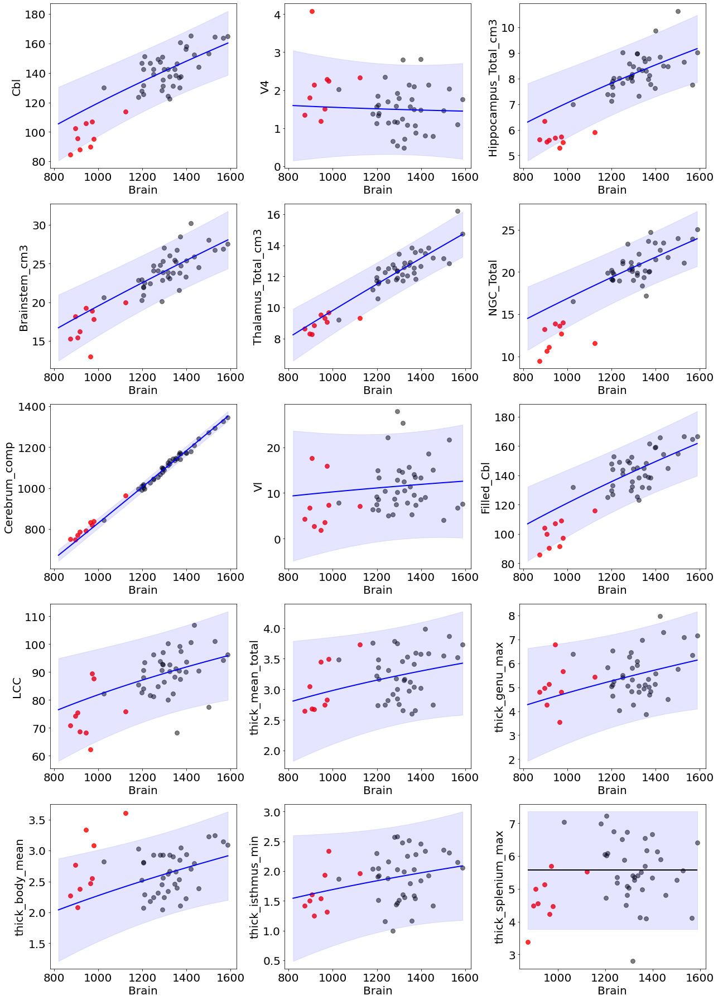 180
160
140
120
100
80
Cbl
800 1000 1200 1400 1600
Brain
4
3
2
1
0
V4
800 1000 1200 1400 1600
Brain
10
9
8
7
6
5
Hippocampus_Total_cm3
800 1000 1200 1400 1600
Brain
30
25
20
15
Brainstem_cm3
800 1000 1200 1400 1600
Brain
16
14
12
10
8
Thalamus_Total_cm3
800 1000 1200 1400 1600
Brain
25
20
15
10
NGC_Total
800 1000 1200 1400 1600
Brain
1400
1200
1000
800
Cerebrum_comp
800 1000 1200 1400 1600
Brain
20
10
0
Vl
800 1000 1200 1400 1600
Brain
180
160
140
120
100
80
Filled_Cbl
800 1000 1200 1400 1600
Brain
110
100
90
80
70
60
LCC
800 1000 1200 1400 1600
Brain
4.0
3.5
3.0
2.5
2.0
thick_mean_total
800 1000 1200 1400 1600
Brain
8
7
6
5
4
3
2
thick_genu_max
800 1000 1200 1400 1600
Brain
3.5
3.0
2.5
2.0
1.5
thick_body_mean
800 1000 1200 1400 1600
Brain
3.0
2.5
2.0
1.5
1.0
0.5
thick_isthmus_min
800 1000 1200 1400 1600
Brain
7
6
5
4
3
thick_splenium_max
1000 1200 1400 1600
Brain